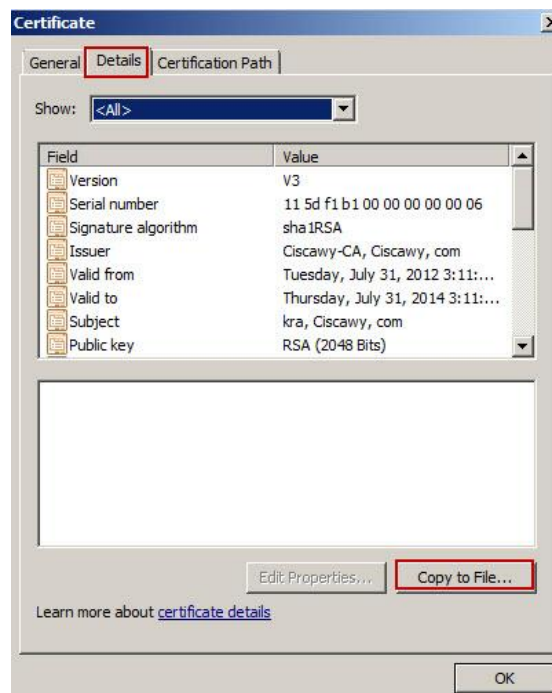 Certificate
General Details Certification Path
Show: <All>
Field Value
Version V3
Serial number 11 5d f1 b1 00 00 00 00 00 06
Signature algorithm sha1RSA
Issuer Ciscawy-CA, Ciscawy, com
Valid from Tuesday, July 31, 2012 3:11:...
Valid to Thursday, July 31, 2014 3:11:...
Subject kra, Ciscawy, com
Public key RSA (2048 Bits)
Edit Properties... Copy to File...
Learn more about certificate details
OK